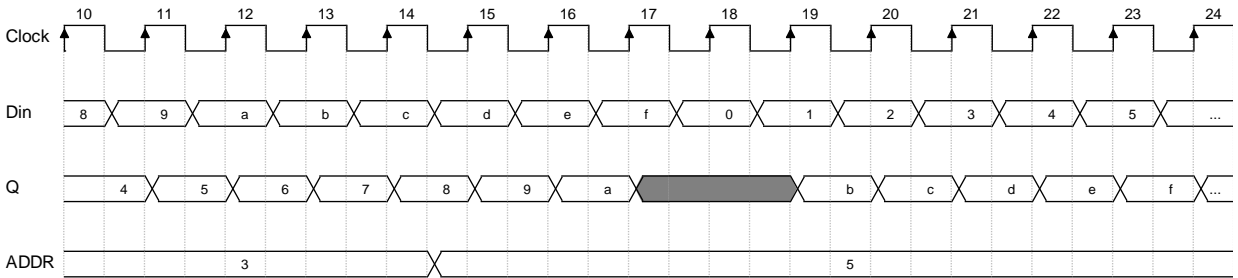 10 11 12 13 14 15 16 17 18 19 20 21 22 23 24
Clock
Din 8 9 a b c d e f 0 1 2 3 4 5 ...
Q 4 5 6 7 8 9 a b c d e f ...
ADDR 3 5